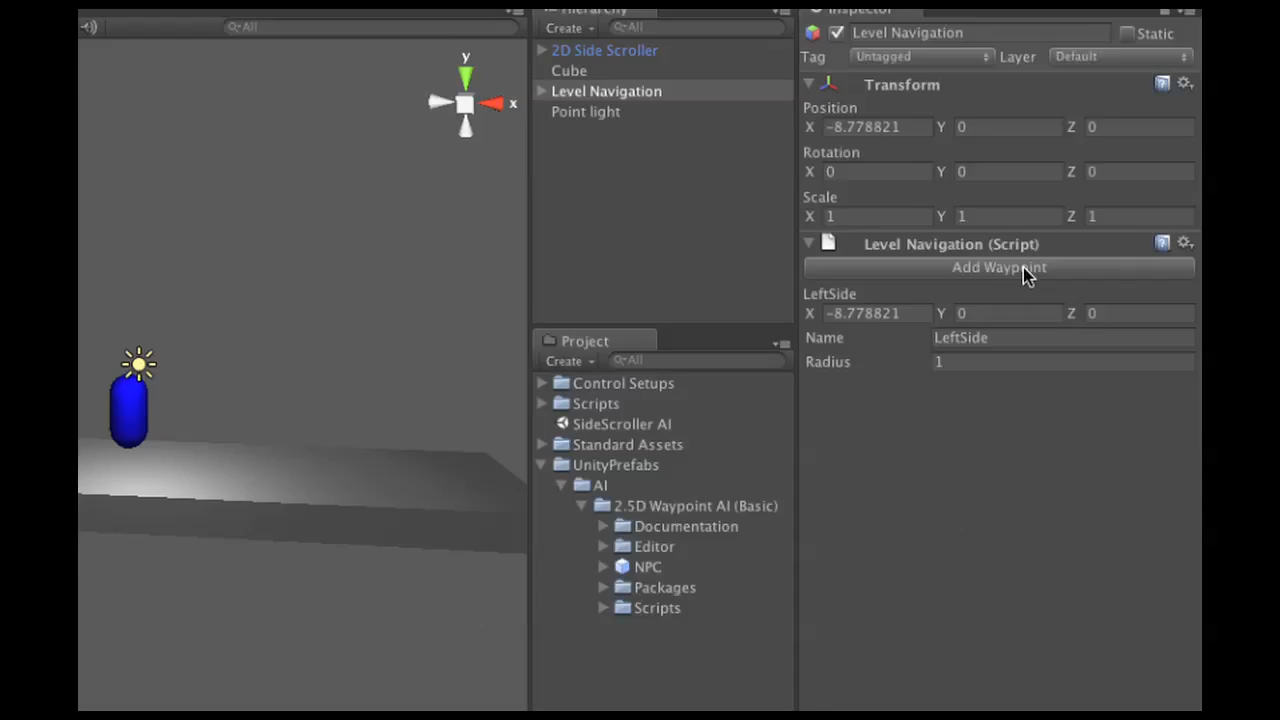 All
y
x
Hierarchy
Create
All
2D Side Scroller
Cube
Level Navigation
Point light
Project
Create
All
Control Setups
Scripts
SideScroller AI
Standard Assets
UnityPrefabs
AI
2.5D Waypoint AI (Basic)
Documentation
Editor
NPC
Packages
Scripts
Inspector
Level Navigation
Static
Tag Untagged Layer Default
Transform
Position
X -8.778821 Y 0 Z 0
Rotation
X 0 Y 0 Z 0
Scale
X 1 Y 1 Z 1
Level Navigation (Script)
Add Waypoint
LeftSide
X -8.778821 Y 0 Z 0
Name LeftSide
Radius 1